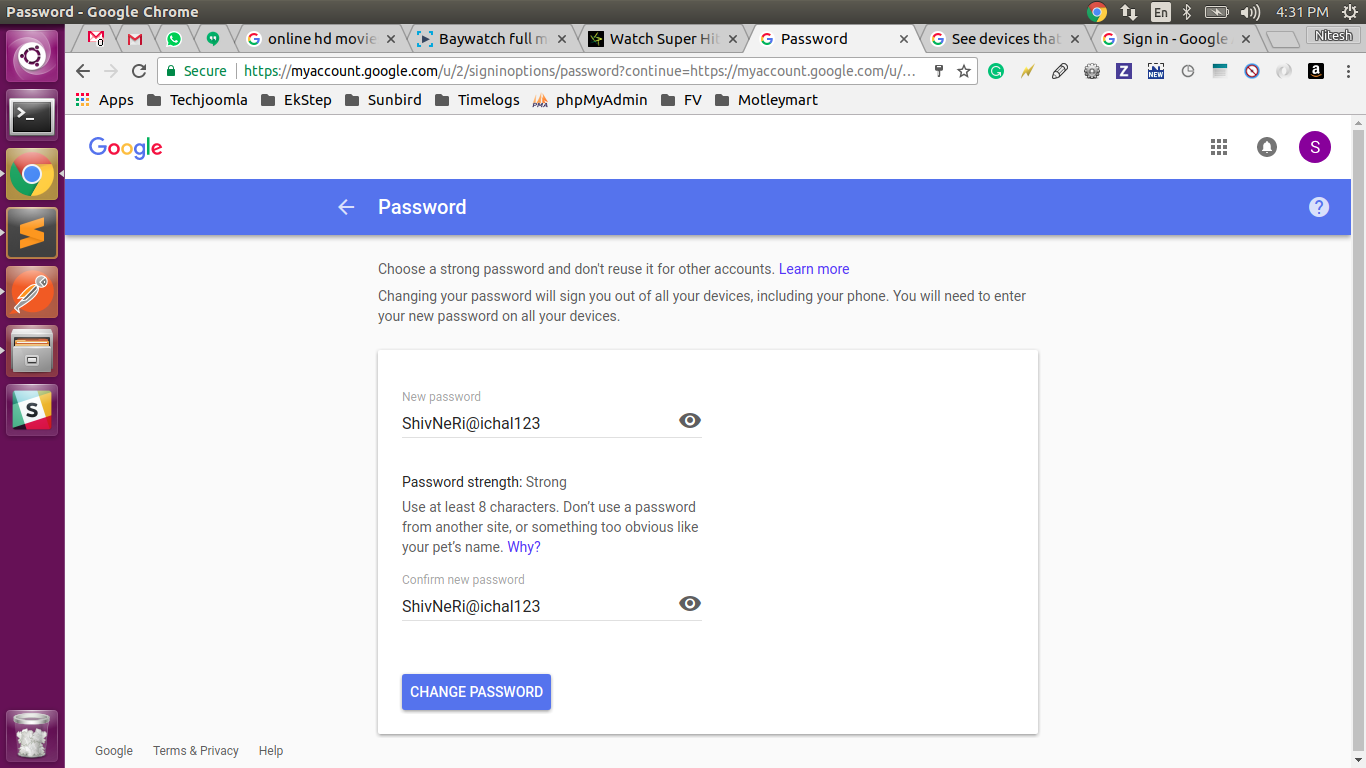 Password - Google Chrome
En
4:31 PM
0
online hd movie
Baywatch full m
Watch Super Hit
Password
See devices that
Sign in - Google
Nitesh
Secure
https://myaccount.google.com/u/2/signinoptions/password?continue=https://myaccount.google.com/u/...
Z
NEW
a
Apps
Techjoomla
EkStep
Sunbird
Timelogs
PMA
phpMyAdmin
FV
Motleymart
Google
S
Password
?
Choose a strong password and don't reuse it for other accounts. Learn more
Changing your password will sign you out of all your devices, including your phone. You will need to enter
your new password on all your devices.
New password
ShivNeRi@ichal123
Password strength: Strong
Use at least 8 characters. Don't use a password
from another site, or something too obvious like
your pet's name. Why?
Confirm new password
ShivNeRi@ichal123
CHANGE PASSWORD
Google
Terms & Privacy
Help
S